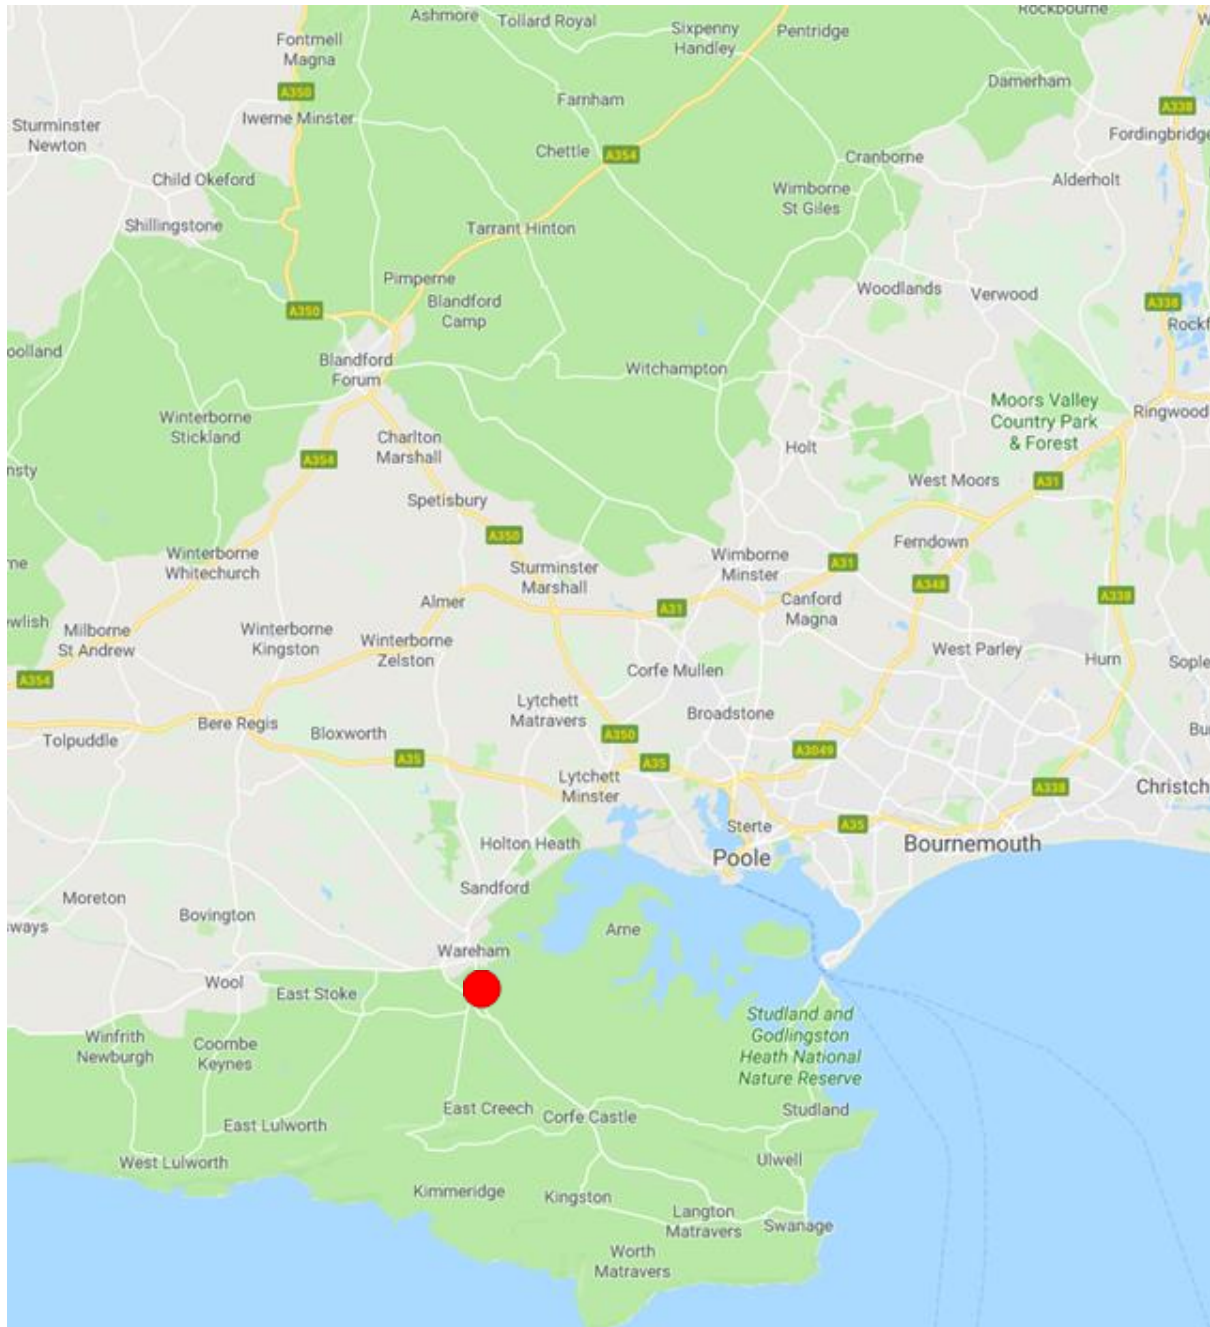 Ashmore
Tollard Royal
Rockbourne
Sixpenny
Handley
Pentridge
Fontmell
Magna
Damerham
A350
Farnham
A338
Iwerne Minster
Sturminster
Newton
Fordingbridge
Chettle
A354
Cranborne
Child Okeford
Wimborne
St Giles
Alderholt
Shillingstone
Tarrant Hinton
Pimperne
Blandford
Camp
Woodlands
Verwood
A350
A338
Rockf
oolland
Blandford
Forum
Witchampton
Moors Valley
Country Park
& Forest
Ringwood
Winterborne
Stickland
Charlton
Marshall
Holt
A354
nsty
West Moors
A31
Spetisbury
A350
Ferndown
Winterborne
Whitechurch
Sturminster
Marshall
Wimborne
Minster
A31
me
A348
A338
Almer
A31
Canford
Magna
ewlish
Milborne
St Andrew
Winterborne
Kingston
Winterborne
Zelston
West Parley
Hurn
Sople
Corfe Mullen
A354
Lytchett
Matravers
Broadstone
Bere Regis
Bloxworth
Tolpuddle
A350
Bu
A35
A35
A3049
Lytchett
Minster
A338
Christch
Sterte
A35
Holton Heath
Poole
Bournemouth
Sandford
Moreton
Bovington
sways
Arne
Wareham
Wool
East Stoke
Studland and
Godlingston
Heath National
Nature Reserve
Winfrith
Newburgh
Coombe
Keynes
East Creech
Corfe Castle
Studland
East Lulworth
West Lulworth
Ulwell
Kimmeridge
Kingston
Langton
Matravers
Swanage
Worth
Matravers